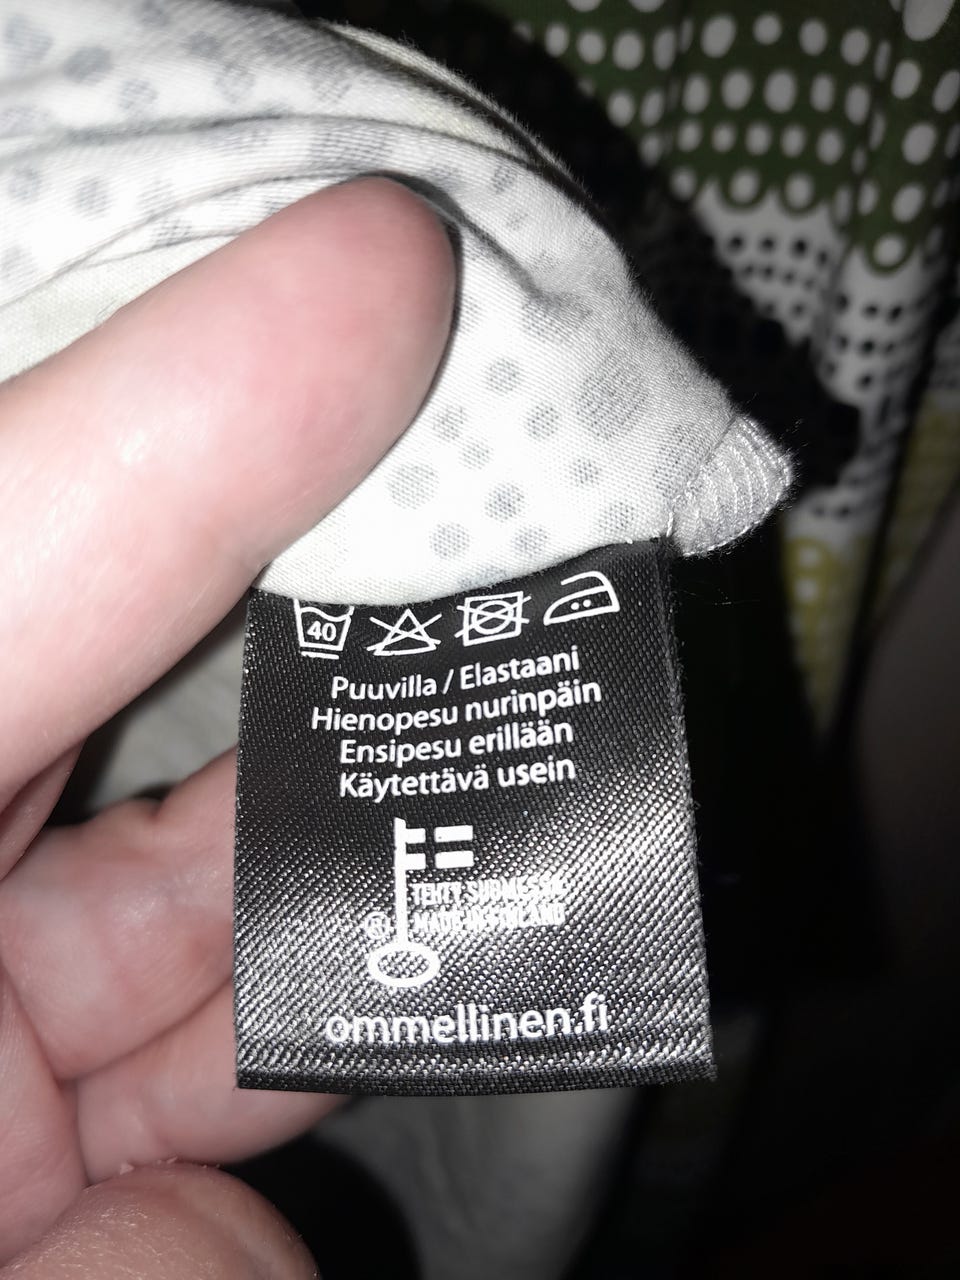 40
Puuvilla / Elastaani
Hienopesu nurinpäin
Ensipesu erillään
Käytettävä usein
TEHTY SUOMESSA
MADE IN FINLAND
ommellinen.fi